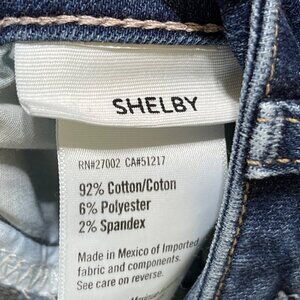 SHELBY
RN#27002 CA#51217
92% Cotton/Coton
6% Polyester
2% Spandex
Made in Mexico of Imported
fabric and components.
See care on reverse.